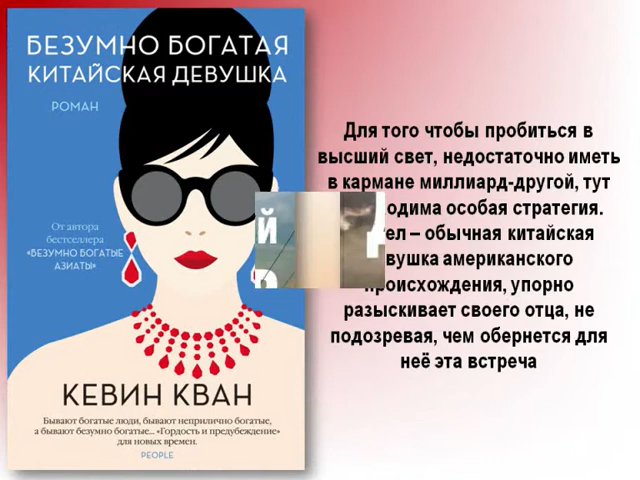 БЕЗУМНО БОГАТАЯ
КИТАЙСКАЯ ДЕВУШКА
РОМАН
От автора
бестселлера
«БЕЗУМНО БОГАТЫЕ
АЗИАТЫ»
КЕВИН КВАН
Бывают богатые люди, бывают неприлично богатые,
а бывают безумно богатые... «Гордость и предубеждение»
для новых времен.
PEOPLE
Для того чтобы пробиться в
высший свет, недостаточно иметь
в кармане миллиард-другой, тут
особая стратегия.
– обычная китайская
американского
происхождения, упорно
разыскивает своего отца, не
подозревая, чем обернется для
неё эта встреча
й
Д